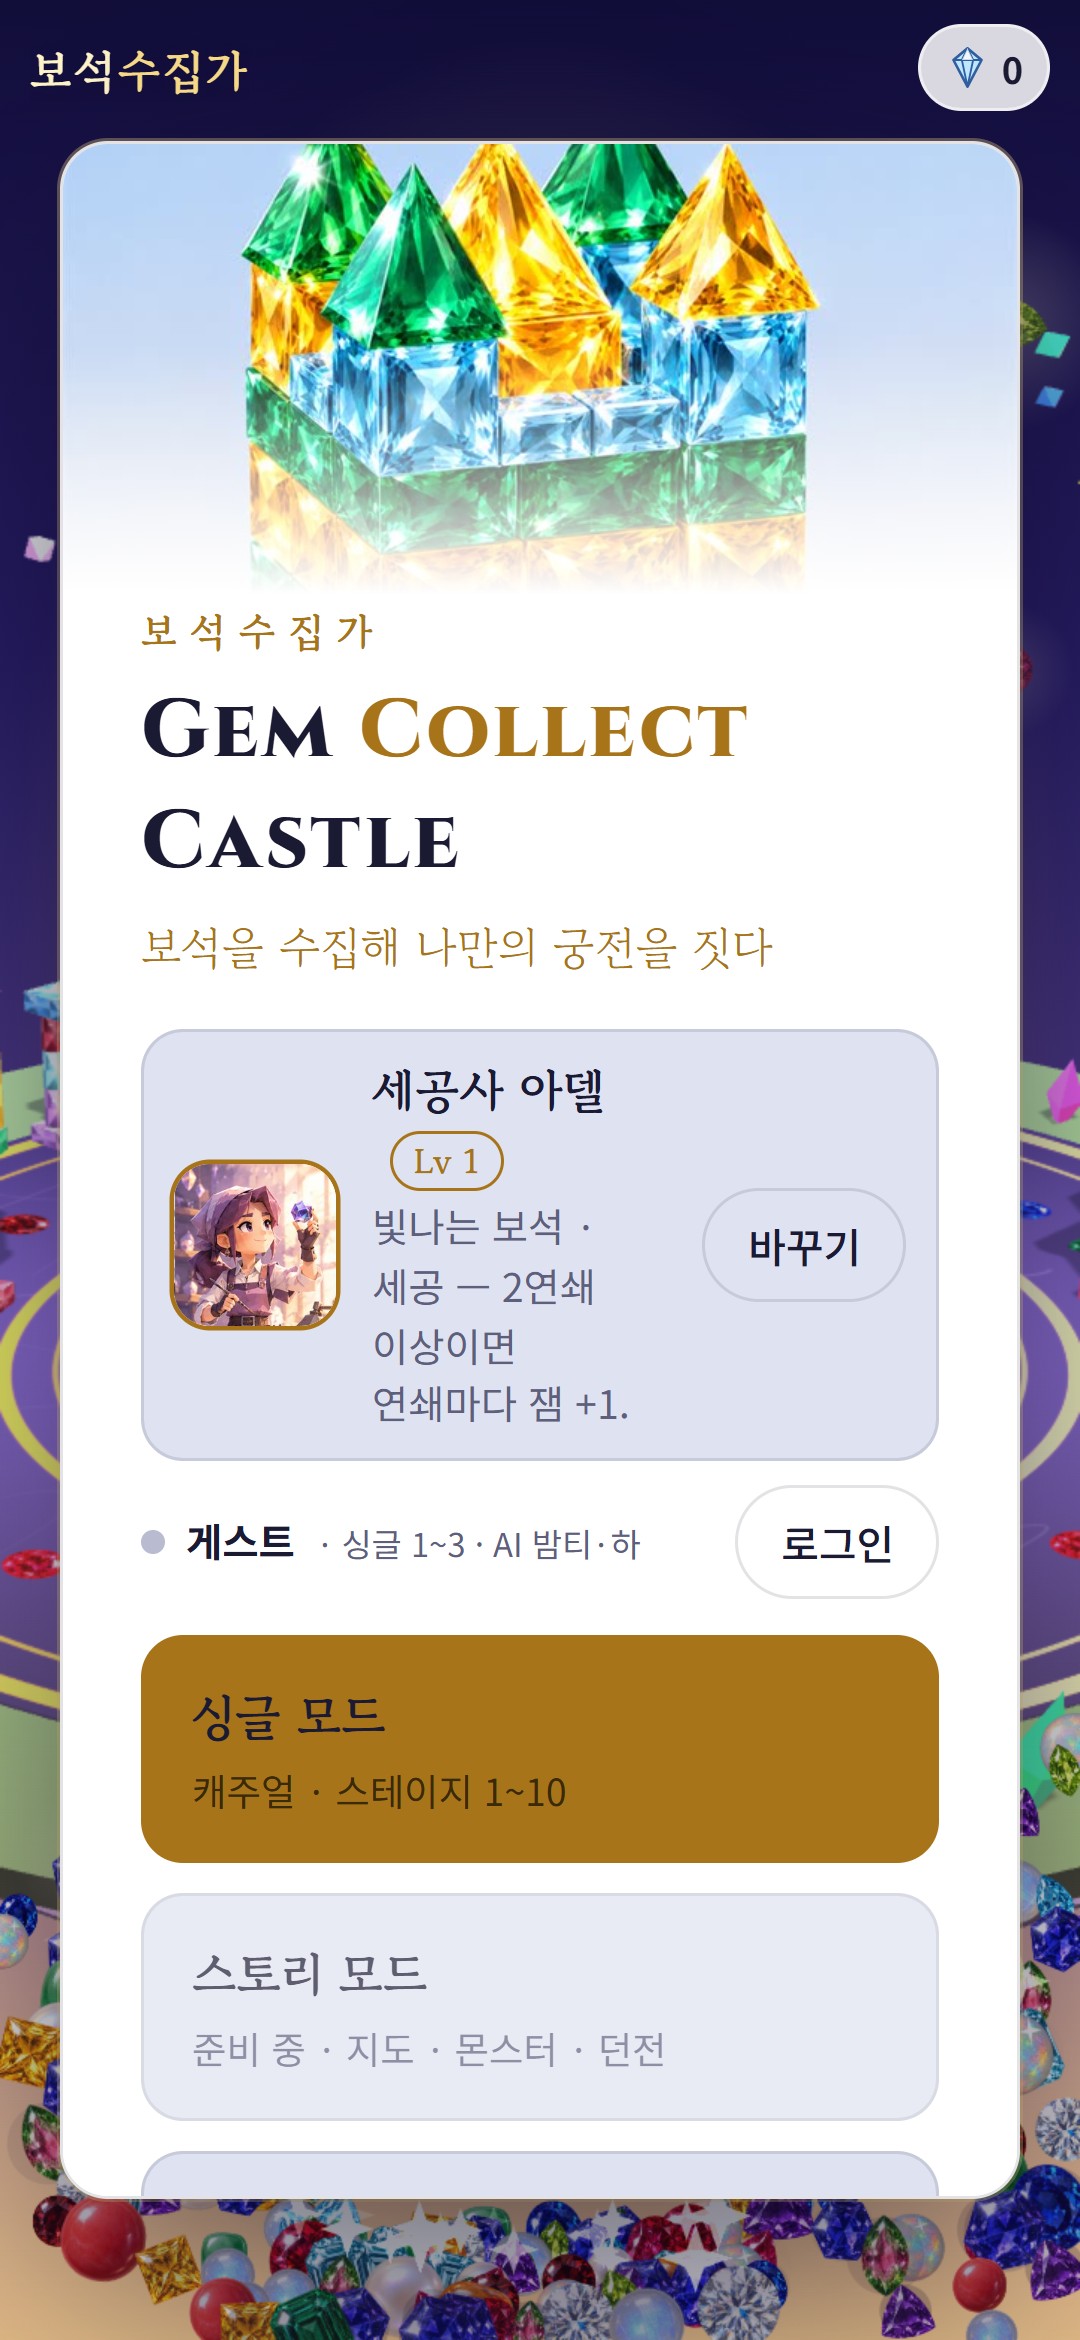 보석수집가
0
보석수집가
Gem Collect
Castle
보석을 수집해 나만의 궁전을 짓다
세공사 아델
Lv 1
빛나는 보석 ·
세공 — 2연쇄
이상이면
연쇄마다 잼 +1.
바꾸기
게스트 · 싱글 1~3 · AI 밤티·하
로그인
싱글 모드
캐주얼 · 스테이지 1~10
스토리 모드
준비 중 · 지도 · 몬스터 · 던전